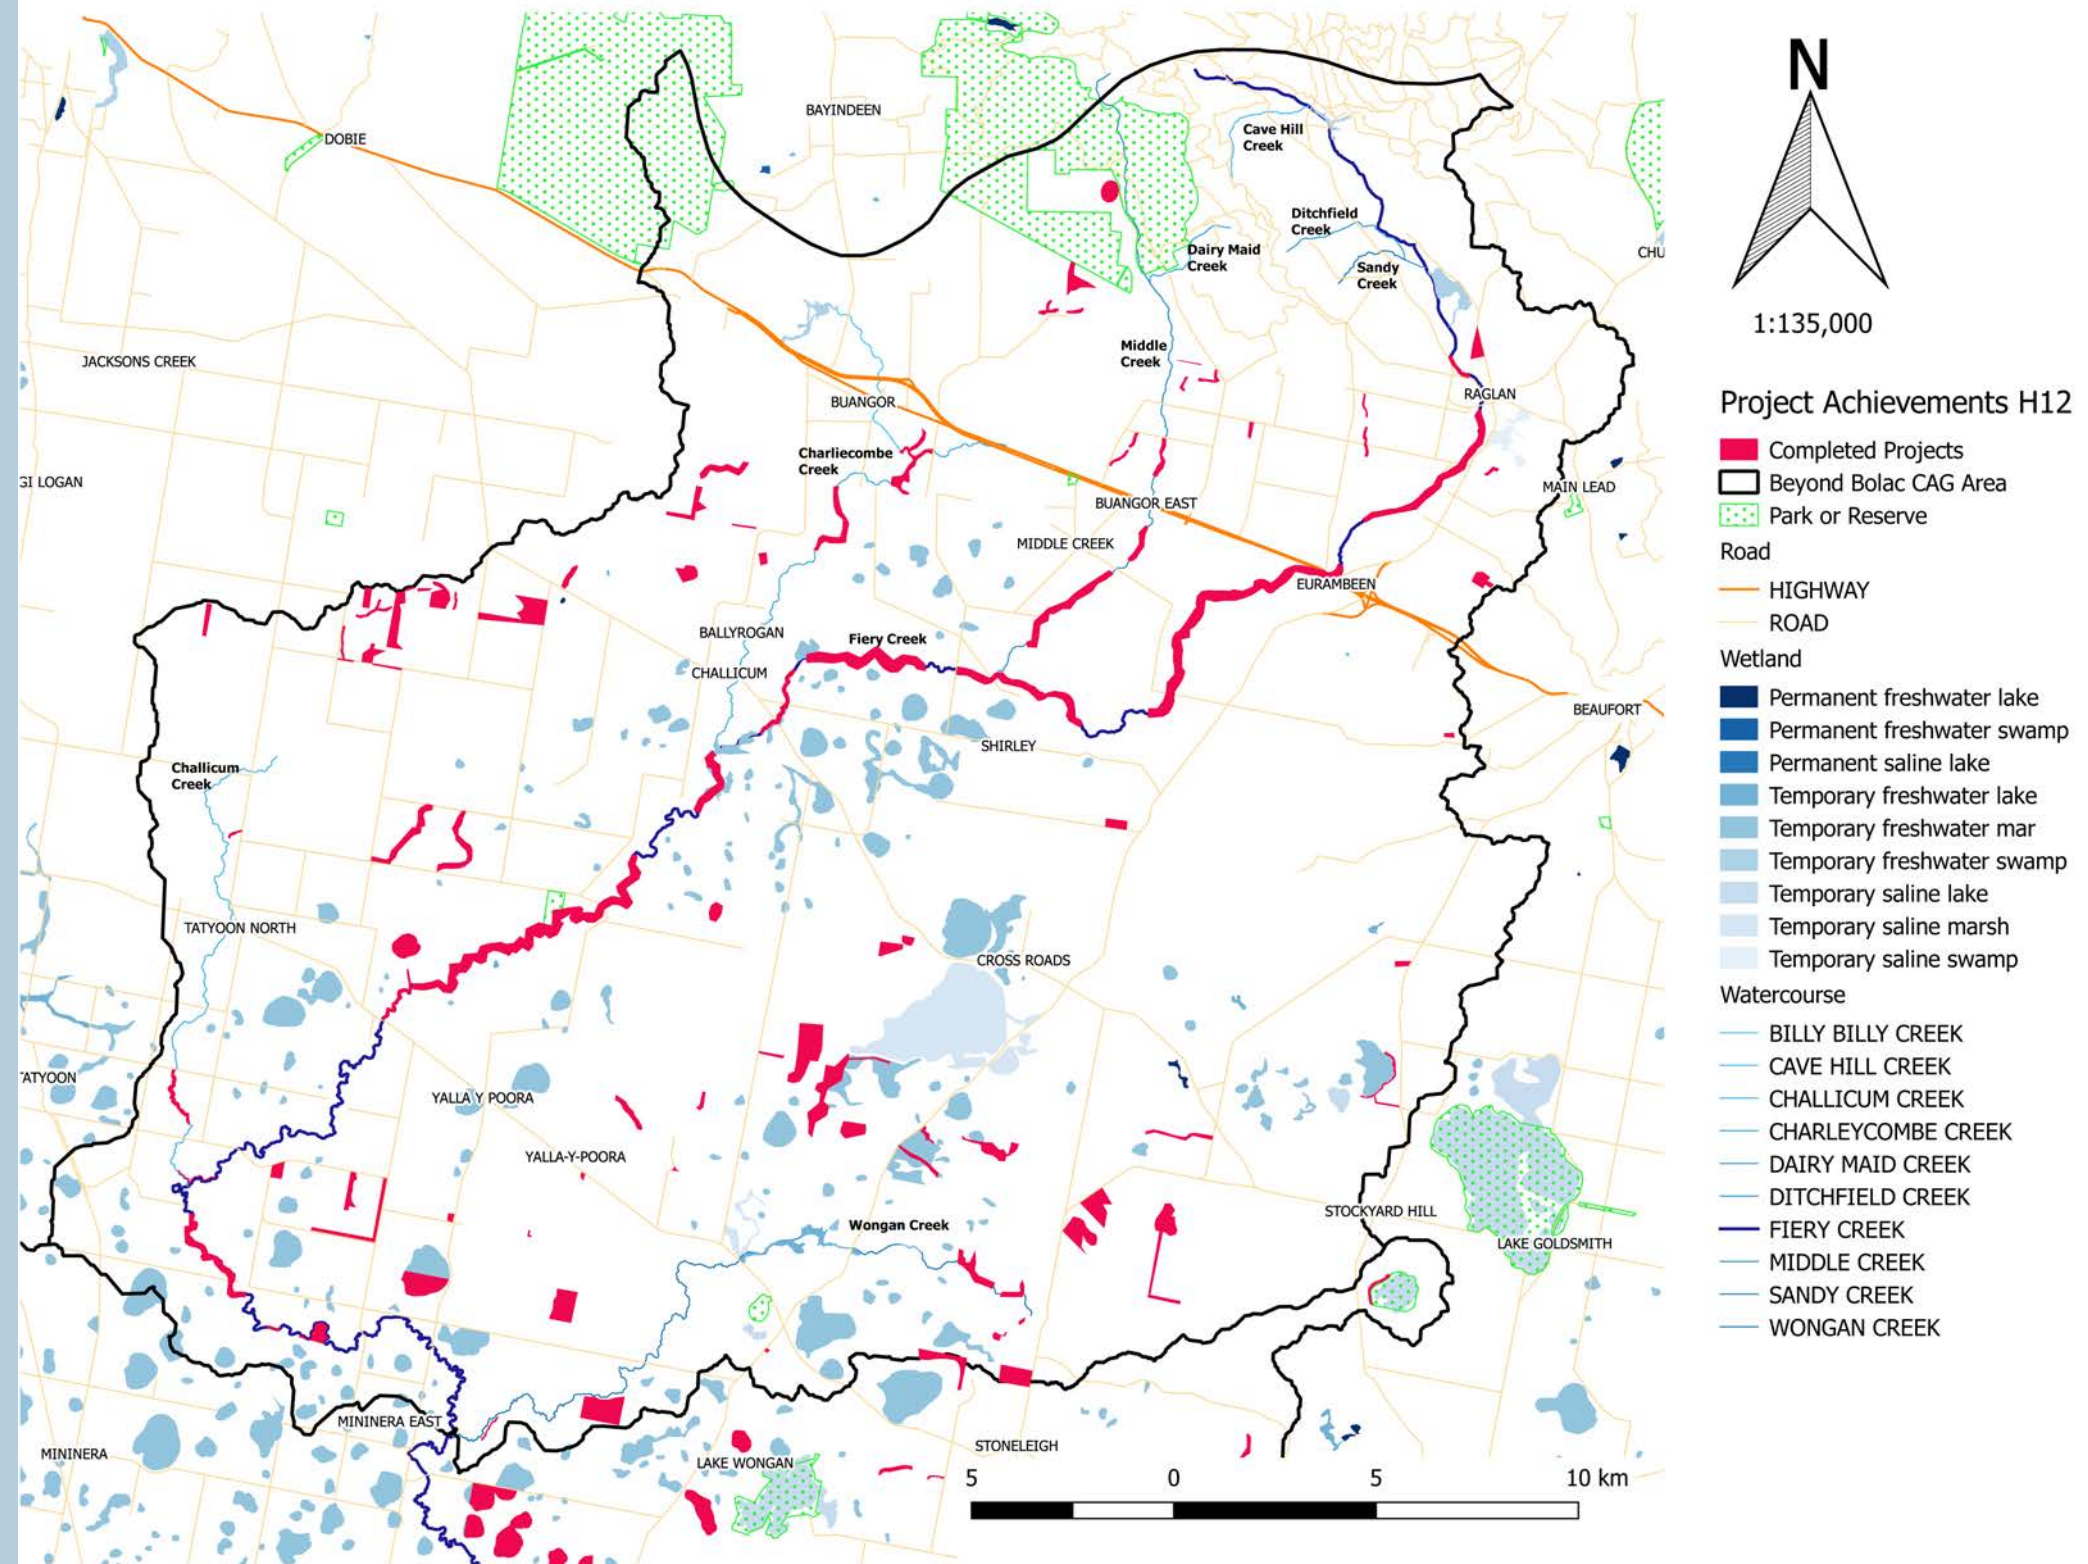 N
1:135,000
Project Achievements H12
Completed Projects
Beyond Bolac CAG Area
Park or Reserve
Road
HIGHWAY
ROAD
Wetland
Permanent freshwater lake
Permanent freshwater swamp
Permanent saline lake
Temporary freshwater lake
Temporary freshwater mar
Temporary freshwater swamp
Temporary saline lake
Temporary saline marsh
Temporary saline swamp
Watercourse
BILLY BILLY CREEK
CAVE HILL CREEK
CHALLICUM CREEK
CHARLEYCOMBE CREEK
DAIRY MAID CREEK
DITCHFIELD CREEK
FIERY CREEK
MIDDLE CREEK
SANDY CREEK
WONGAN CREEK
BAYINDEEN
DOBIE
Cave Hill
Creek
Ditchfield
Creek
Dairy Maid
Creek
Sandy
Creek
CHU
JACKSONS CREEK
Middle
Creek
RAGLAN
BUANGOR
Charliecombe
Creek
GI LOGAN
MAIN LEAD
BUANGOR EAST
MIDDLE CREEK
EURAMBEEN
BALLYROGAN
Fiery Creek
CHALLICUM
BEAUFORT
SHIRLEY
Challicum
Creek
TATYOON NORTH
CROSS ROADS
TATYOON
YALLA Y POORA
YALLA-Y-POORA
STOCKYARD HILL
Wongan Creek
LAKE GOLDSMITH
MININERA EAST
MININERA
LAKE WONGAN
STONELEIGH
5 0 5 10 km